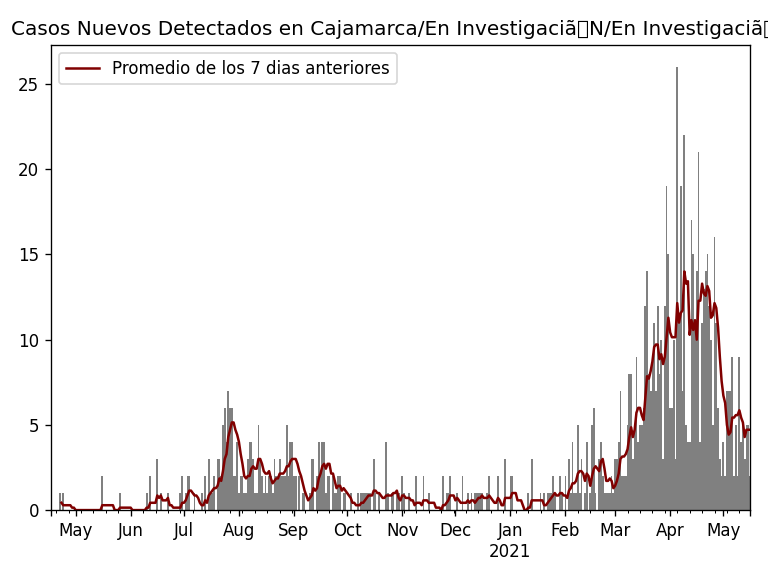 Casos Nuevos Detectados en Cajamarca/En Investigaciã▯N/En Investigaciã▯
Promedio de los 7 dias anteriores
25
20
15
10
5
0
May Jun Jul Aug Sep Oct Nov Dec Jan Feb Mar Apr May
2021